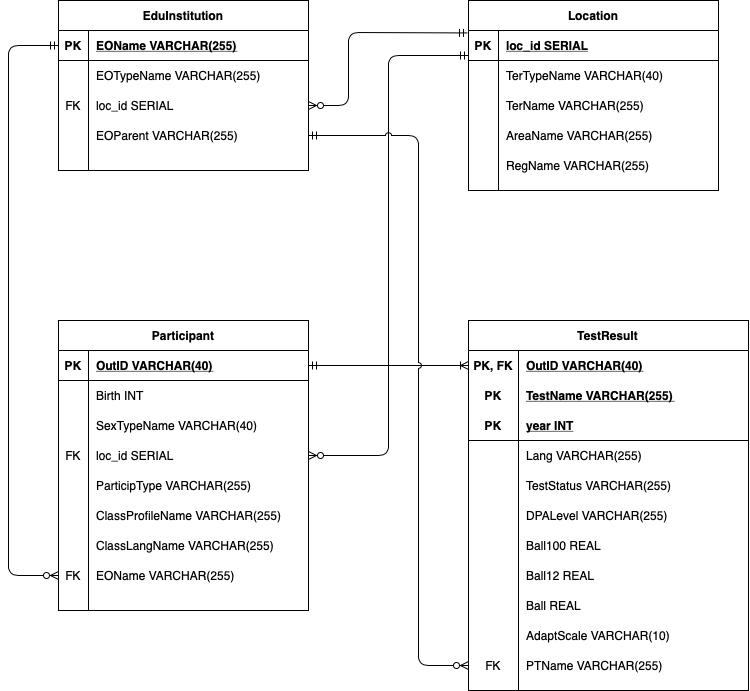 EduInstitution
PK EOName VARCHAR(255)
EOTypeName VARCHAR(255)
FK loc_id SERIAL
EOParent VARCHAR(255)
Location
PK loc_id SERIAL
TerTypeName VARCHAR(40)
TerName VARCHAR(255)
AreaName VARCHAR(255)
RegName VARCHAR(255)
Participant
PK OutID VARCHAR(40)
Birth INT
SexTypeName VARCHAR(40)
FK loc_id SERIAL
ParticipType VARCHAR(255)
ClassProfileName VARCHAR(255)
ClassLangName VARCHAR(255)
FK EOName VARCHAR(255)
TestResult
PK, FK OutID VARCHAR(40)
PK TestName VARCHAR(255)
PK year INT
Lang VARCHAR(255)
TestStatus VARCHAR(255)
DPALevel VARCHAR(255)
Ball100 REAL
Ball12 REAL
Ball REAL
AdaptScale VARCHAR(10)
FK PTName VARCHAR(255)